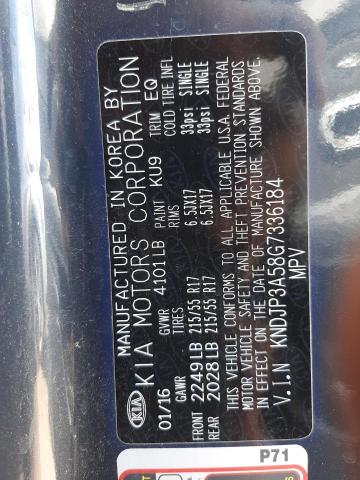 MANUFACTURED IN KOREA BY
KIA KIA MOTORS CORPORATION
01/16 GVWR 4101LB PAINT KU9 TRIM EQ
GAWR TIRES RIMS COLD TIRE INFL
FRONT 2249LB 215/55 R17 6.5JX17 33psi SINGLE
REAR 2028LB 215/55 R17 6.5JX17 33psi SINGLE
THIS VEHICLE CONFORMS TO ALL APPLICABLE U.S.A. FEDERAL
MOTOR VEHICLE SAFETY AND THEFT PREVENTION STANDARDS
IN EFFECT ON THE DATE OF MANUFACTURE SHOWN ABOVE.
V.I.N KNDJP3A58G7336184
MPV
P71